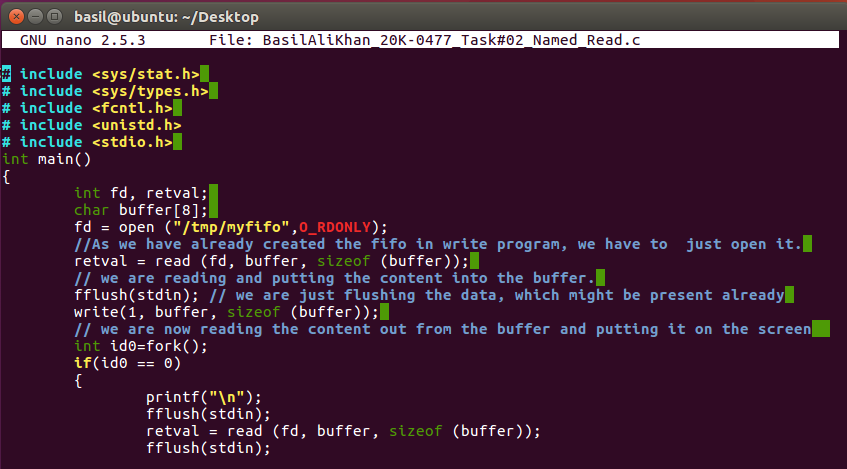 basil@ubuntu: ~/Desktop
GNU nano 2.5.3 File: BasilAliKhan_20K-0477_Task#02_Named_Read.c
# include <sys/stat.h>
# include <sys/types.h>
# include <fcntl.h>
# include <unistd.h>
# include <stdio.h>
int main()
{
        int fd, retval;
        char buffer[8];
        fd = open ("/tmp/myfifo",O_RDONLY);
        //As we have already created the fifo in write program, we have to  just open it.
        retval = read (fd, buffer, sizeof (buffer));
        // we are reading and putting the content into the buffer.
        fflush(stdin); // we are just flushing the data, which might be present already
        write(1, buffer, sizeof (buffer));
        // we are now reading the content out from the buffer and putting it on the screen
        int id0=fork();
        if(id0 == 0)
        {
                printf("\n");
                fflush(stdin);
                retval = read (fd, buffer, sizeof (buffer));
                fflush(stdin);